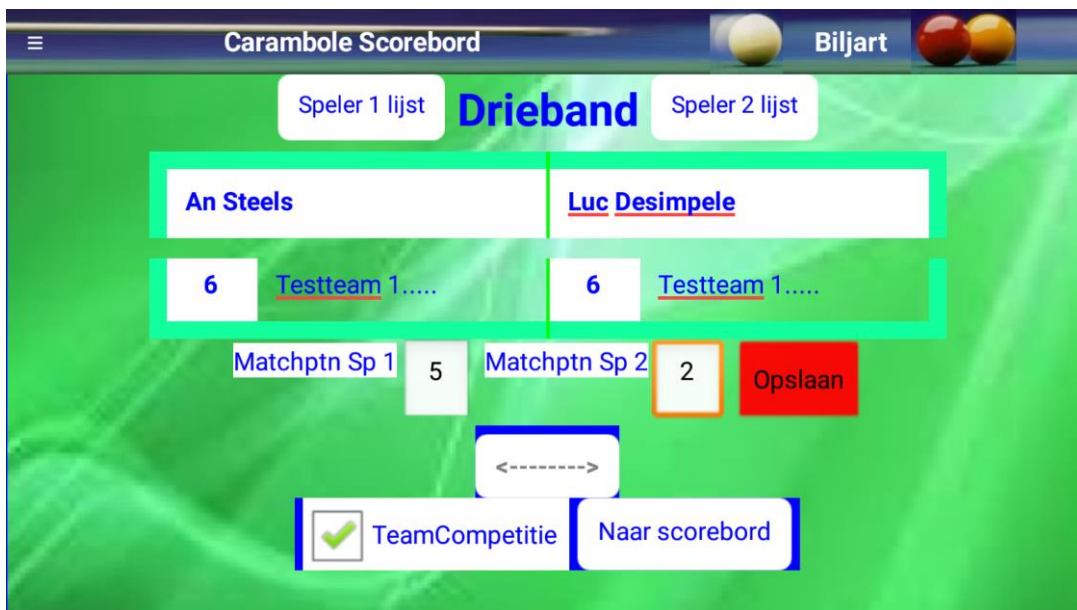 ≡ Carambole Scorebord Biljart
Speler 1 lijst Drieband Speler 2 lijst
An Steels Luc Desimpele
6 Testteam 1..... 6 Testteam 1.....
Matchptn Sp 1 5 Matchptn Sp 2 2 Opslaan
<-------->
TeamCompetitie Naar scorebord